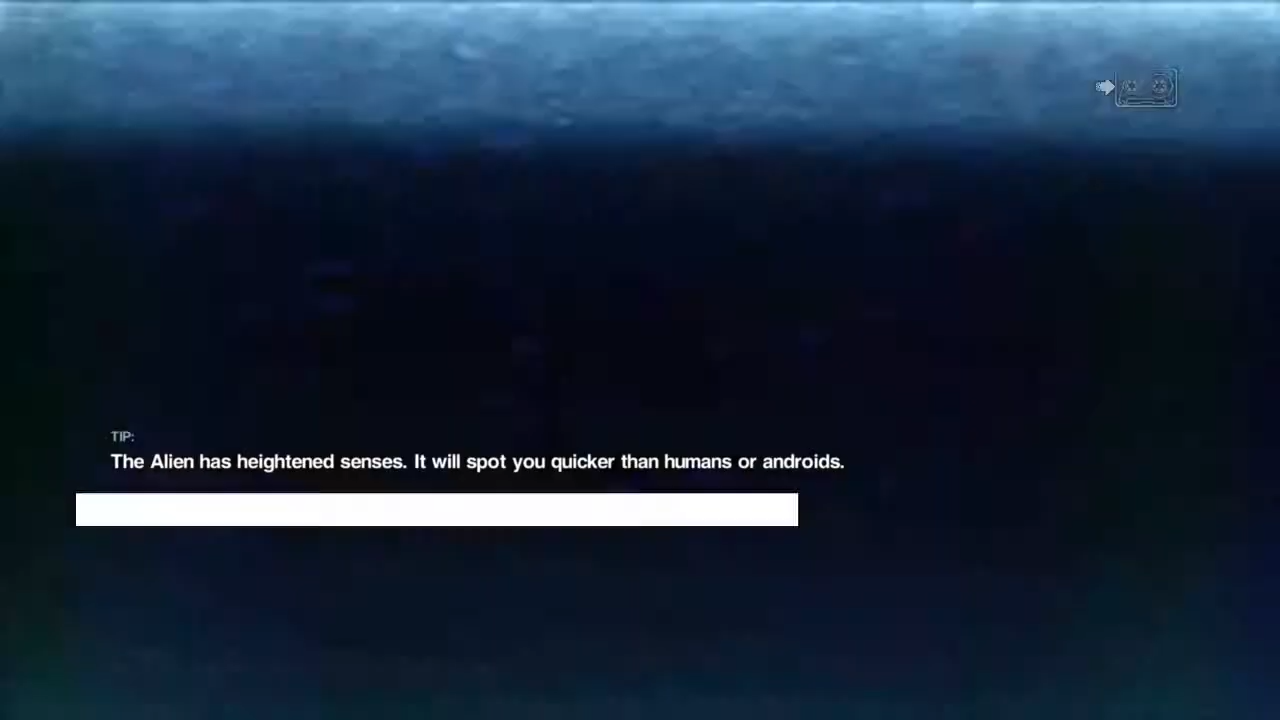 TIP:
The Alien has heightened senses. It will spot you quicker than humans or androids.